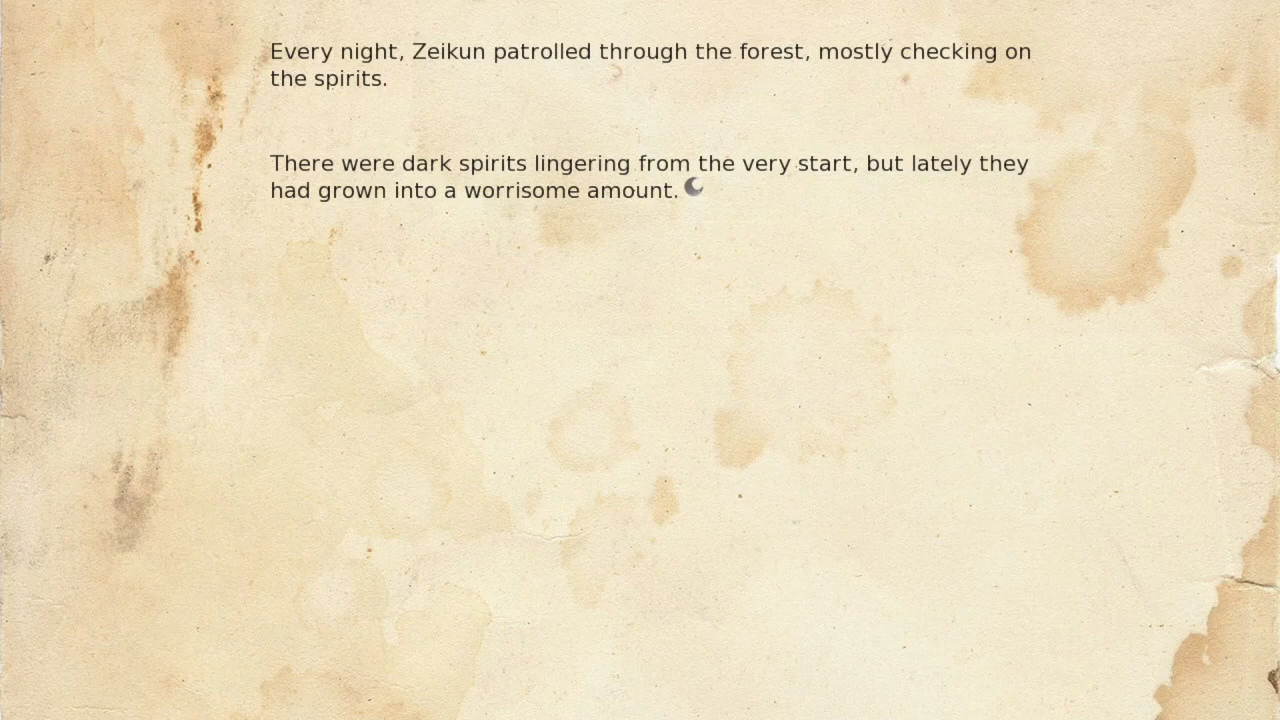 Every night, Zeikun patrolled through the forest, mostly checking on
the spirits.
There were dark spirits lingering from the very start, but lately they
had grown into a worrisome amount.